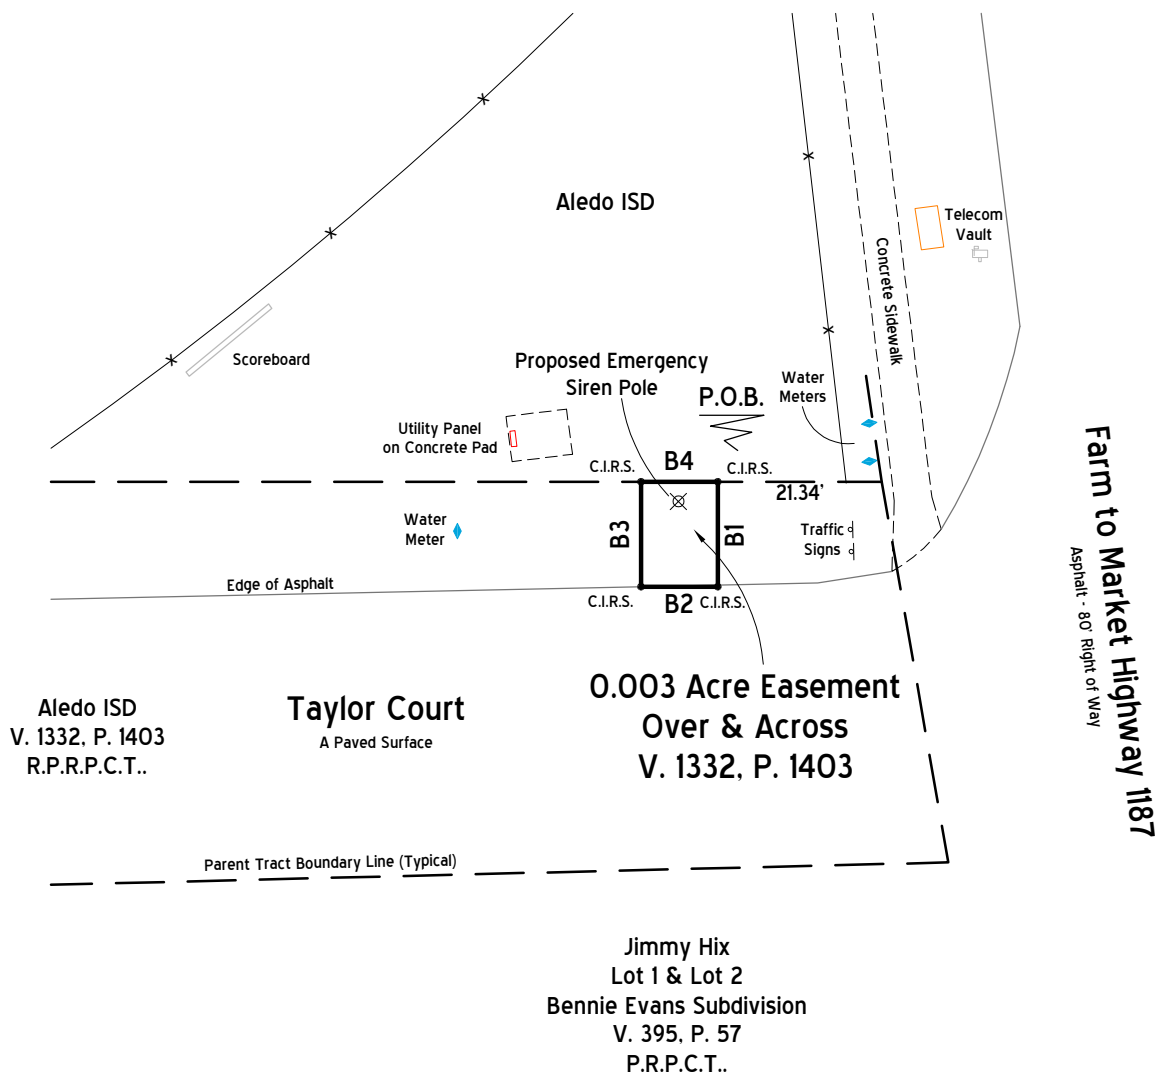 Aledo ISD
Telecom
Vault
Concrete Sidewalk
Scoreboard
Proposed Emergency
Siren Pole
Water
Meters
P.O.B.
Utility Panel
on Concrete Pad
C.I.R.S.
B4
C.I.R.S.
21.34'
Water
Meter
B3
B1
Traffic
Signs
Edge of Asphalt
C.I.R.S.
B2
C.I.R.S.
Farm to Market Highway 1187
Asphalt - 80' Right of Way
0.003 Acre Easement
Over & Across
V. 1332, P. 1403
Taylor Court
A Paved Surface
Aledo ISD
V. 1332, P. 1403
R.P.R.P.C.T..
Parent Tract Boundary Line (Typical)
Jimmy Hix
Lot 1 & Lot 2
Bennie Evans Subdivision
V. 395, P. 57
P.R.P.C.T..